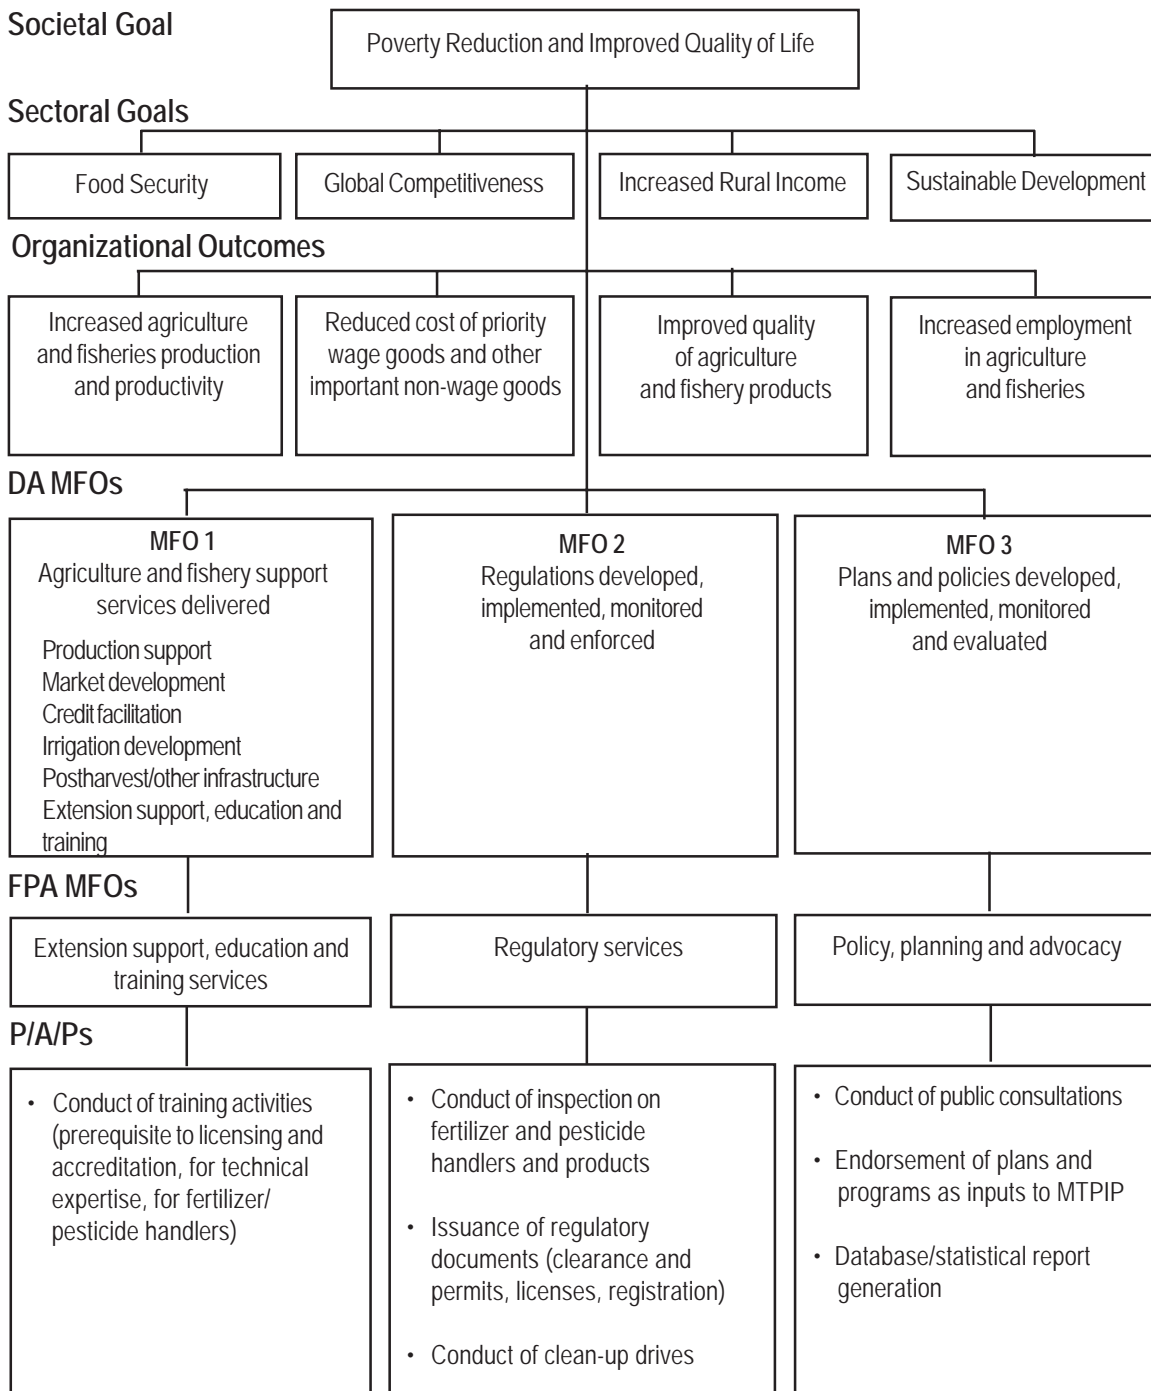 Societal Goal
Poverty Reduction and Improved Quality of Life
Sectoral Goals
Food Security
Global Competitiveness
Increased Rural Income
Sustainable Development
Organizational Outcomes
Increased agriculture
and fisheries production
and productivity
Reduced cost of priority
wage goods and other
important non-wage goods
Improved quality
of agriculture
and fishery products
Increased employment
in agriculture
and fisheries
DA MFOs
MFO 1
Agriculture and fishery support
services delivered
Production support
Market development
Credit facilitation
Irrigation development
Postharvest/other infrastructure
Extension support, education and
training
MFO 2
Regulations developed,
implemented, monitored
and enforced
MFO 3
Plans and policies developed,
implemented, monitored
and evaluated
FPA MFOs
Extension support, education and
training services
Regulatory services
Policy, planning and advocacy
P/A/Ps
• Conduct of training activities
(prerequisite to licensing and
accreditation, for technical
expertise, for fertilizer/
pesticide handlers)
• Conduct of inspection on
fertilizer and pesticide
handlers and products
• Issuance of regulatory
documents (clearance and
permits, licenses, registration)
• Conduct of clean-up drives
• Conduct of public consultations
• Endorsement of plans and
programs as inputs to MTPIP
• Database/statistical report
generation